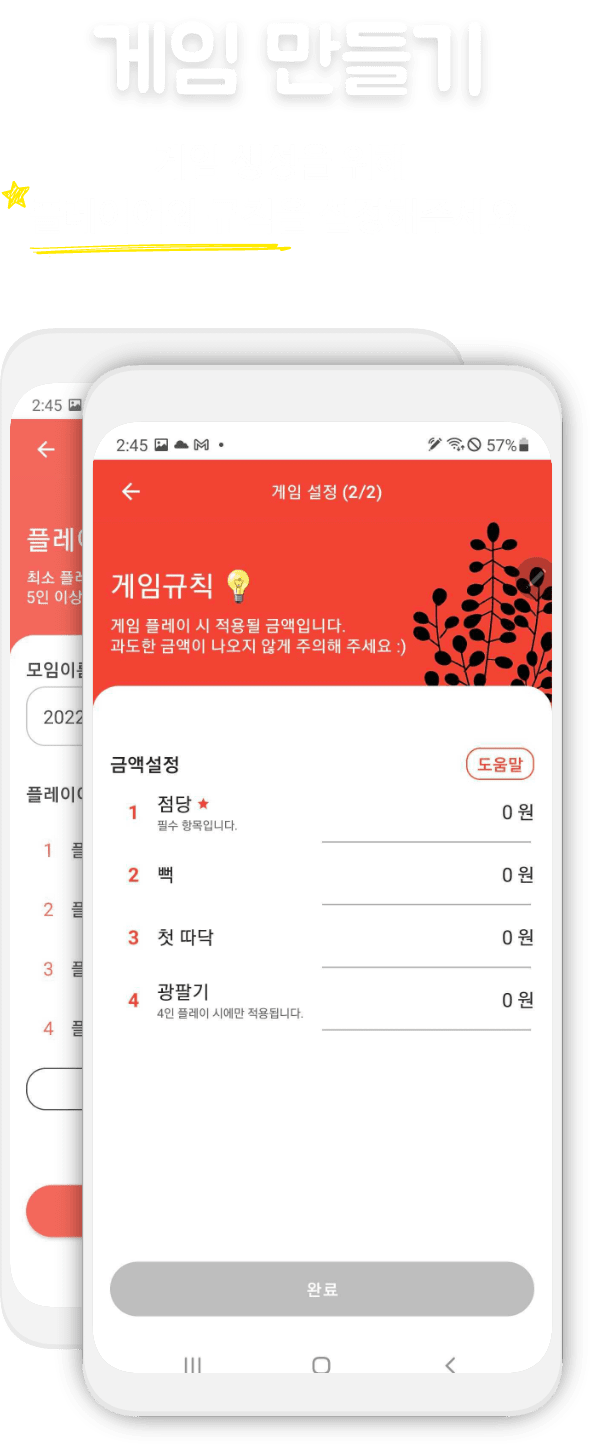 게임 만들기
2:45
플레이
최소 플레
5인 이상
모임이름
2022
플레이어
1 플
2 플
3 플
4 플
2:45
57%
게임 설정 (2/2)
게임규칙
게임 플레이 시 적용될 금액입니다.
과도한 금액이 나오지 않게 주의해 주세요 :)
금액설정
도움말
1 점당 ★ 0 원
필수 항목입니다.
2 뻑 0 원
3 첫 따닥 0 원
4 광팔기 0 원
4인 플레이 시에만 적용됩니다.
완료